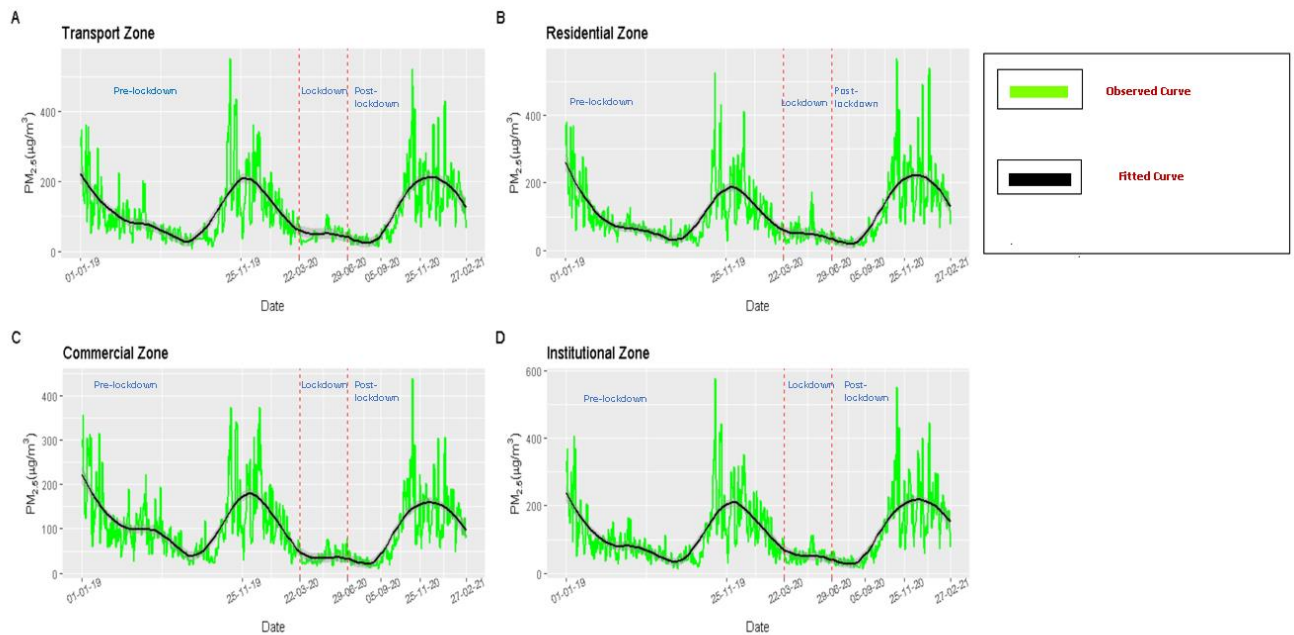 A
Transport Zone
Pre-lockdown
Lockdown
Post-
lockdown
400
200
0
PM2.5(µg/m³)
01-01-19
25-11-19
22-03-20
29-06-20
05-09-20
25-11-20
27-02-21
Date
B
Residential Zone
Pre-lockdown
Lockdown
Post-
lockdown
400
200
0
PM2.5(µg/m³)
01-01-19
25-11-19
22-03-20
29-06-20
05-09-20
25-11-20
27-02-21
Date
Observed Curve
Fitted Curve
C
Commercial Zone
Pre-lockdown
Lockdown
Post-
lockdown
400
300
200
100
0
PM2.5(µg/m³)
01-01-19
25-11-19
22-03-20
29-06-20
05-09-20
25-11-20
27-02-21
Date
D
Institutional Zone
Pre-lockdown
Lockdown
Post-
lockdown
600
400
200
0
PM2.5(µg/m³)
01-01-19
25-11-19
22-03-20
29-06-20
05-09-20
25-11-20
27-02-21
Date